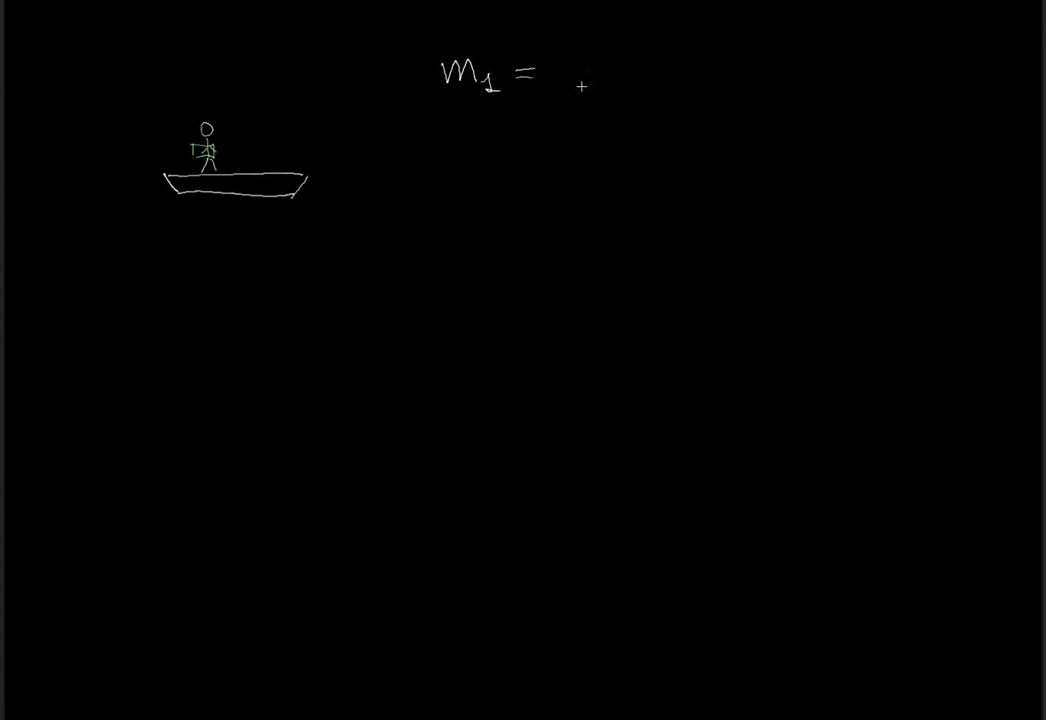 m₁ =